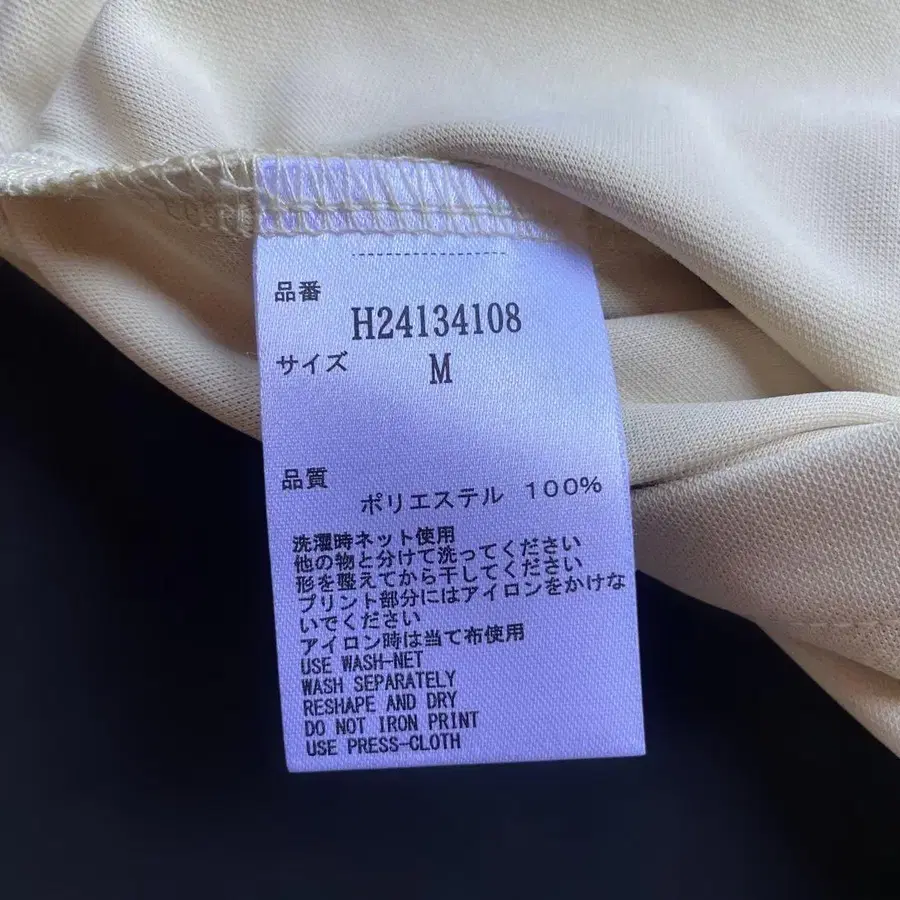 品番
H24134108
サイズ M
品質
ポリエステル 100%
洗濯時ネット使用
他の物と分けて洗ってください
形を整えてから干してください
プリント部分にはアイロンをかけな
いでください
アイロン時は当て布使用
USE WASH-NET
WASH SEPARATELY
RESHAPE AND DRY
DO NOT IRON PRINT
USE PRESS-CLOTH